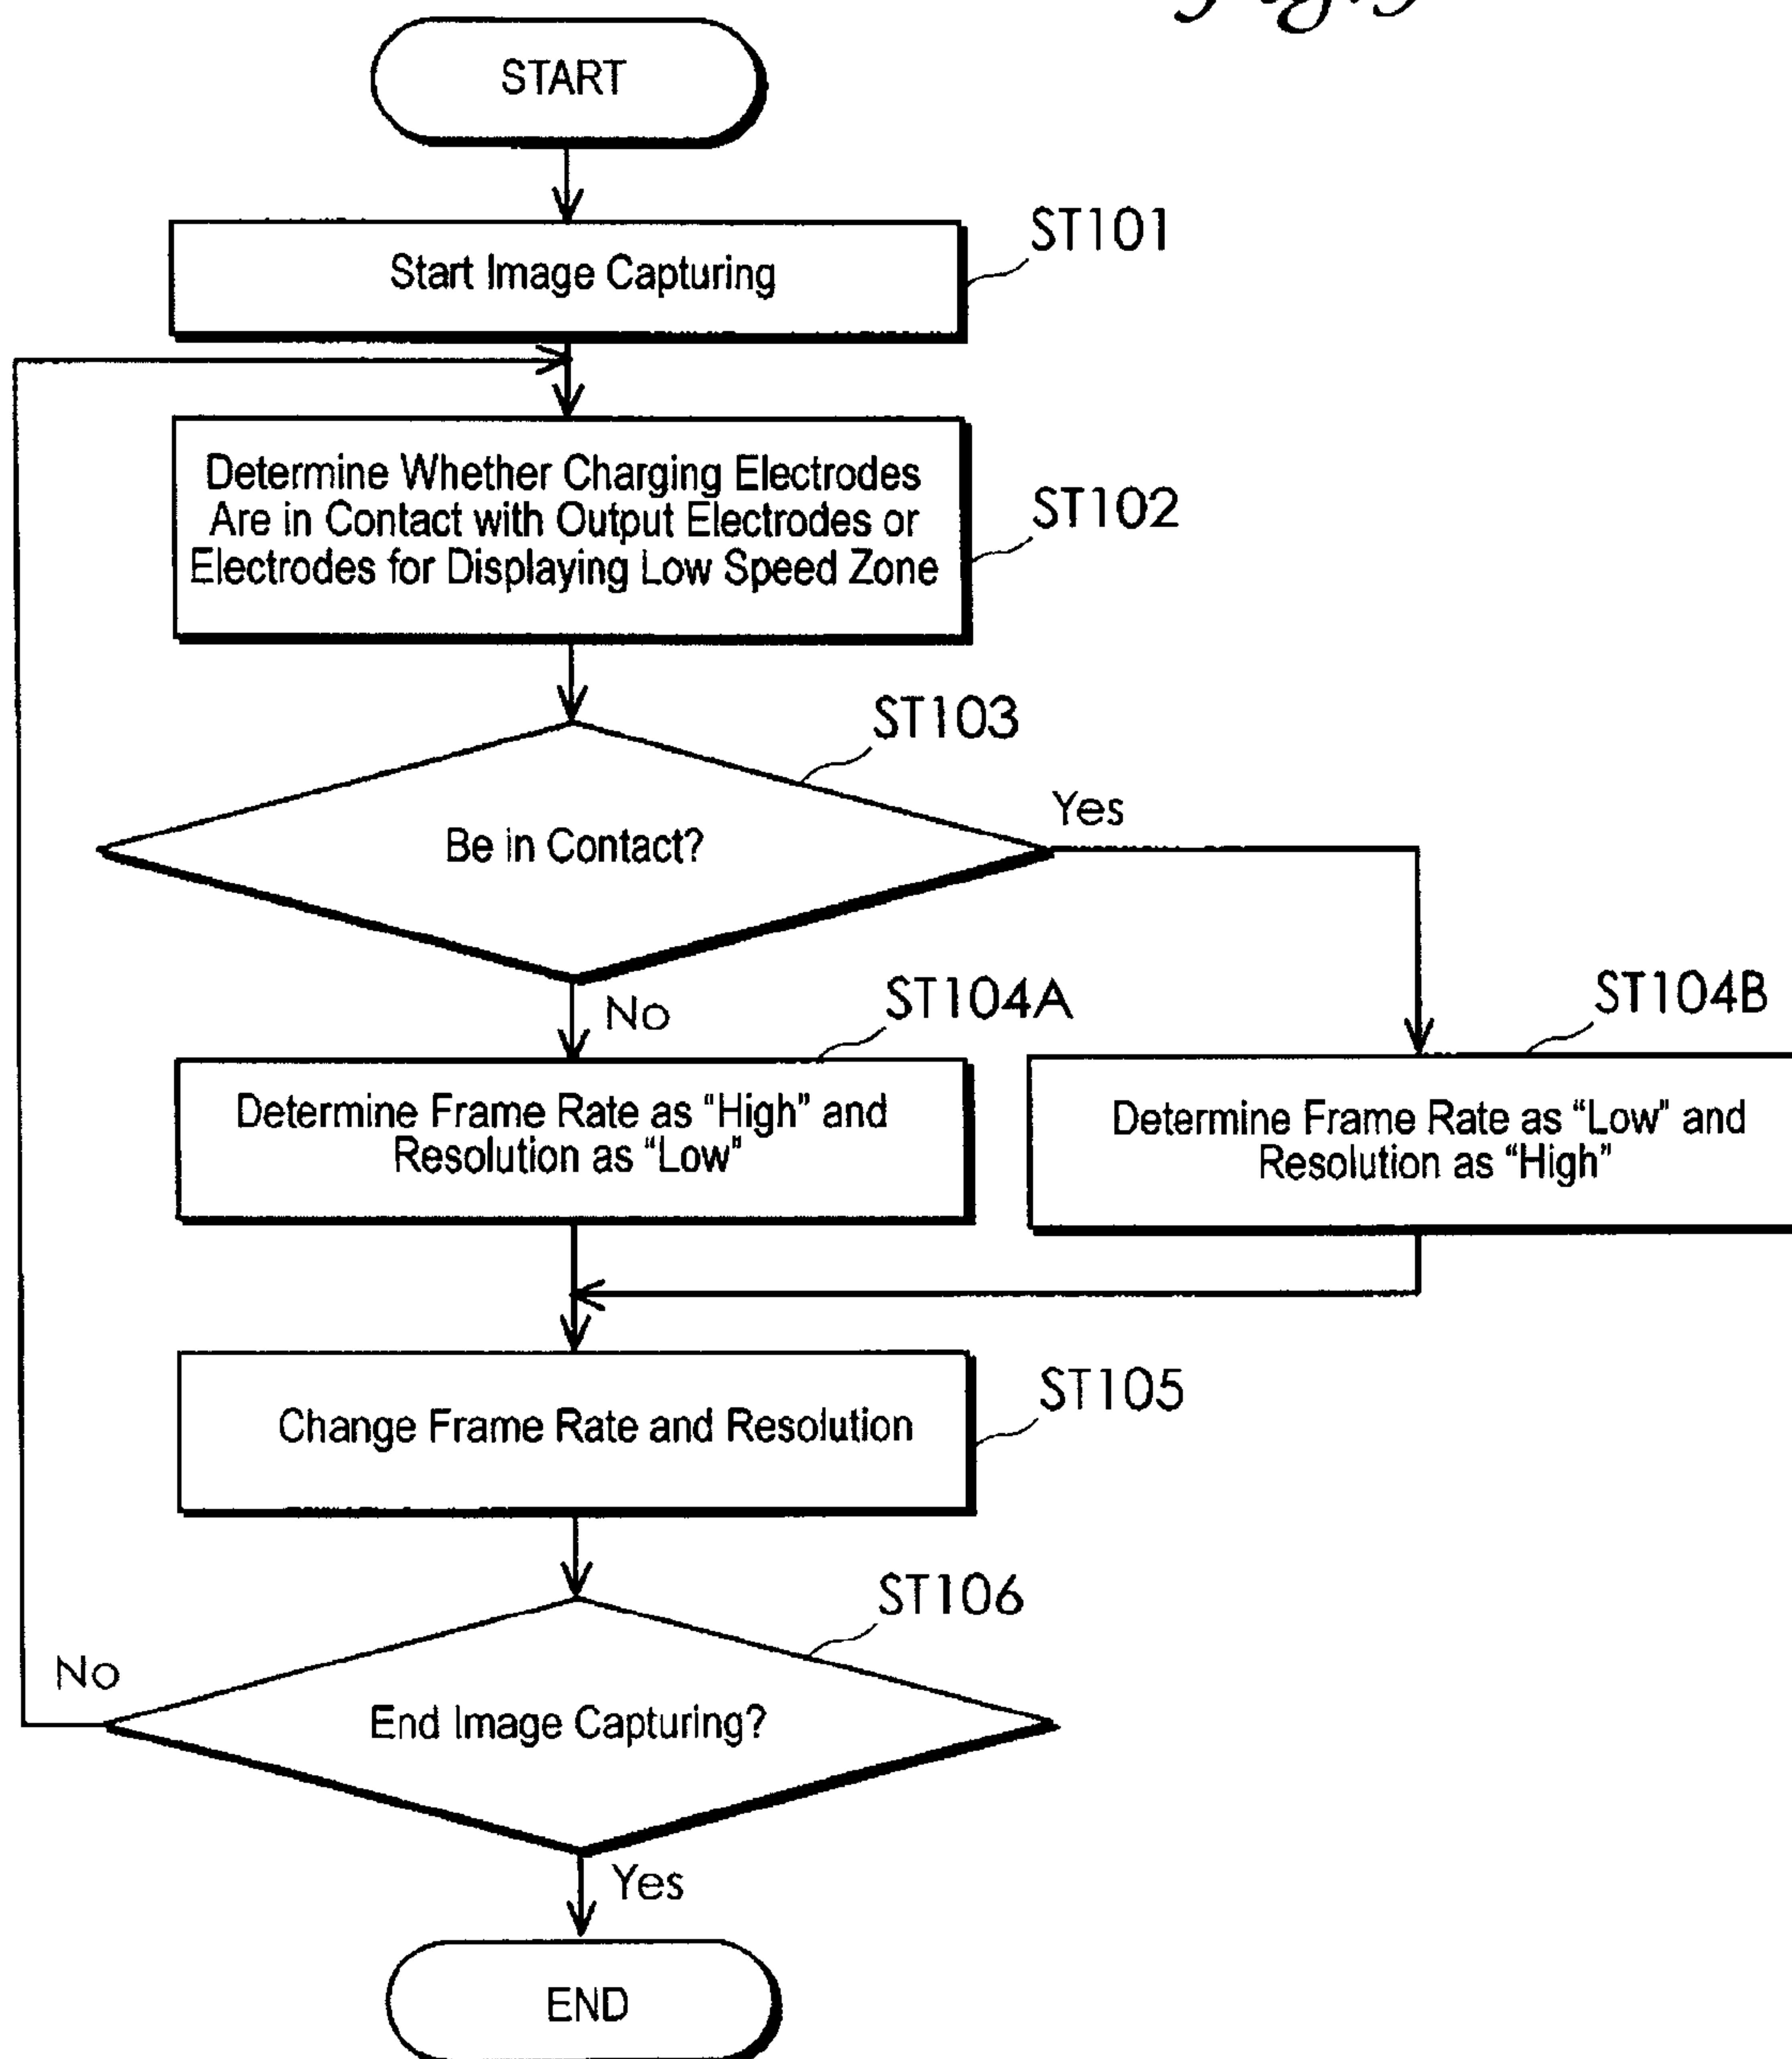 START
ST101
Start Image Capturing
Determine Whether Charging Electrodes
Are in Contact with Output Electrodes or
Electrodes for Displaying Low Speed Zone
ST102
ST103
Be in Contact?
Yes
No
ST104A
ST104B
Determine Frame Rate as “High” and
Resolution as “Low”
Determine Frame Rate as “Low” and
Resolution as “High”
ST105
Change Frame Rate and Resolution
ST106
No
End Image Capturing?
Yes
END